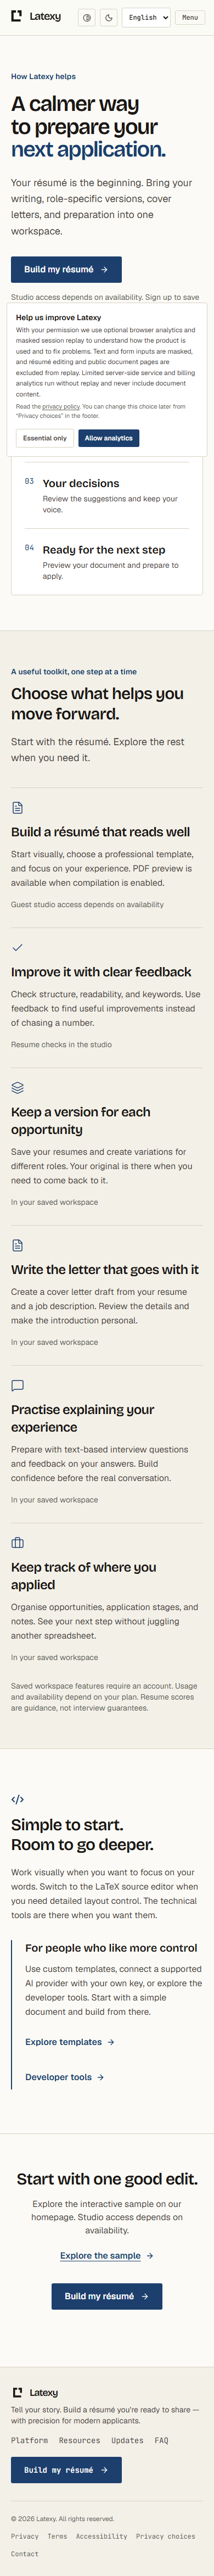 Latexy
English
Menu
How Latexy helps
A calmer way
to prepare your
next application.
Your résumé is the beginning. Bring your
writing, role-specific versions, cover
letters, and preparation into one
workspace.
Build my résumé →
Studio access depends on availability. Sign up to save
Help us improve Latexy
With your permission we use optional browser analytics and
masked session replay to understand how the product is
used and to fix problems. Text and form inputs are masked,
and résumé editing and public document pages are
excluded from replay. Limited server-side service and billing
analytics run without replay and never include document
content.
Read the privacy policy. You can change this choice later from
“Privacy choices” in the footer.
Essential only
Allow analytics
03 Your decisions
Review the suggestions and keep your
voice.
04 Ready for the next step
Preview your document and prepare to
apply.
A useful toolkit, one step at a time
Choose what helps you
move forward.
Start with the résumé. Explore the rest
when you need it.
Build a résumé that reads well
Start visually, choose a professional template,
and focus on your experience. PDF preview is
available when compilation is enabled.
Guest studio access depends on availability
Improve it with clear feedback
Check structure, readability, and keywords. Use
feedback to find useful improvements instead
of chasing a number.
Resume checks in the studio
Keep a version for each
opportunity
Save your resumes and create variations for
different roles. Your original is there when you
need to come back to it.
In your saved workspace
Write the letter that goes with it
Create a cover letter draft from your resume
and a job description. Review the details and
make the introduction personal.
In your saved workspace
Practise explaining your
experience
Prepare with text-based interview questions
and feedback on your answers. Build
confidence before the real conversation.
In your saved workspace
Keep track of where you
applied
Organise opportunities, application stages, and
notes. See your next step without juggling
another spreadsheet.
In your saved workspace
Saved workspace features require an account. Usage
and availability depend on your plan. Resume scores
are guidance, not interview guarantees.
Simple to start.
Room to go deeper.
Work visually when you want to focus on your
words. Switch to the LaTeX source editor when
you need detailed layout control. The technical
tools are there when you want them.
For people who like more control
Use custom templates, connect a supported
AI provider with your own key, or explore the
developer tools. Start with a simple
document and build from there.
Explore templates →
Developer tools →
Start with one good edit.
Explore the interactive sample on our
homepage. Studio access depends on
availability.
Explore the sample →
Build my résumé →
Latexy
Tell your story. Build a résumé you’re ready to share —
with precision for modern applicants.
Platform Resources Updates FAQ
Build my résumé →
© 2026 Latexy. All rights reserved.
Privacy Terms Accessibility Privacy choices
Contact